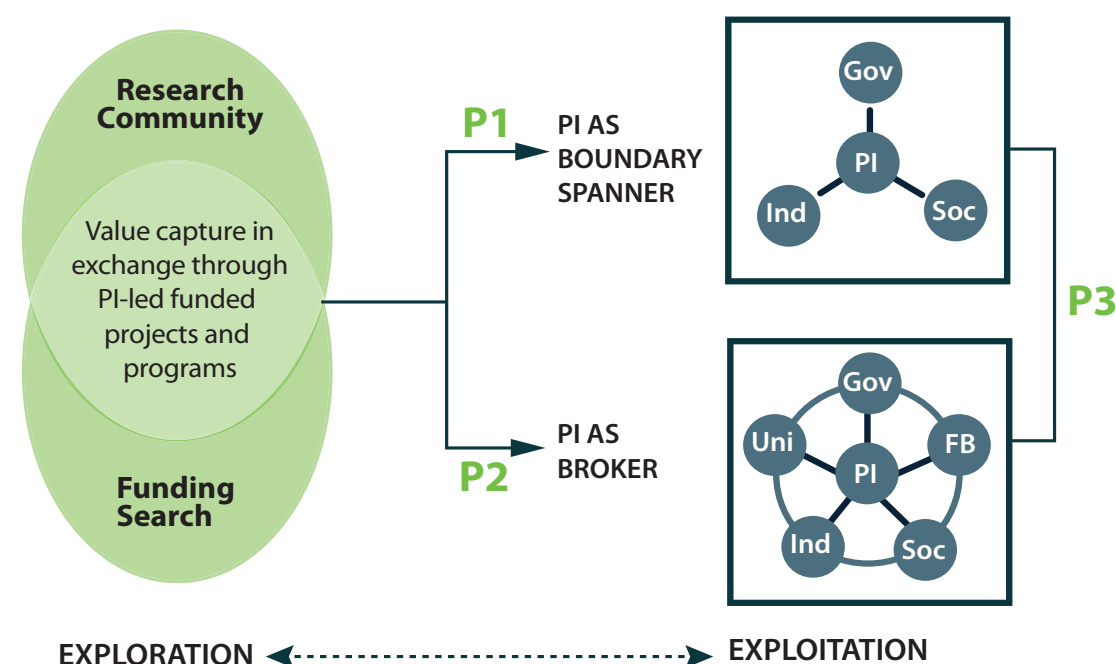 Research
Community
Value capture in
exchange through
PI-led funded
projects and
programs
Funding
Search
P1
PI AS
BOUNDARY
SPANNER
P2
PI AS
BROKER
Gov
PI
Ind
Soc
P3
Gov
Uni
FB
PI
Ind
Soc
EXPLORATION
EXPLOITATION